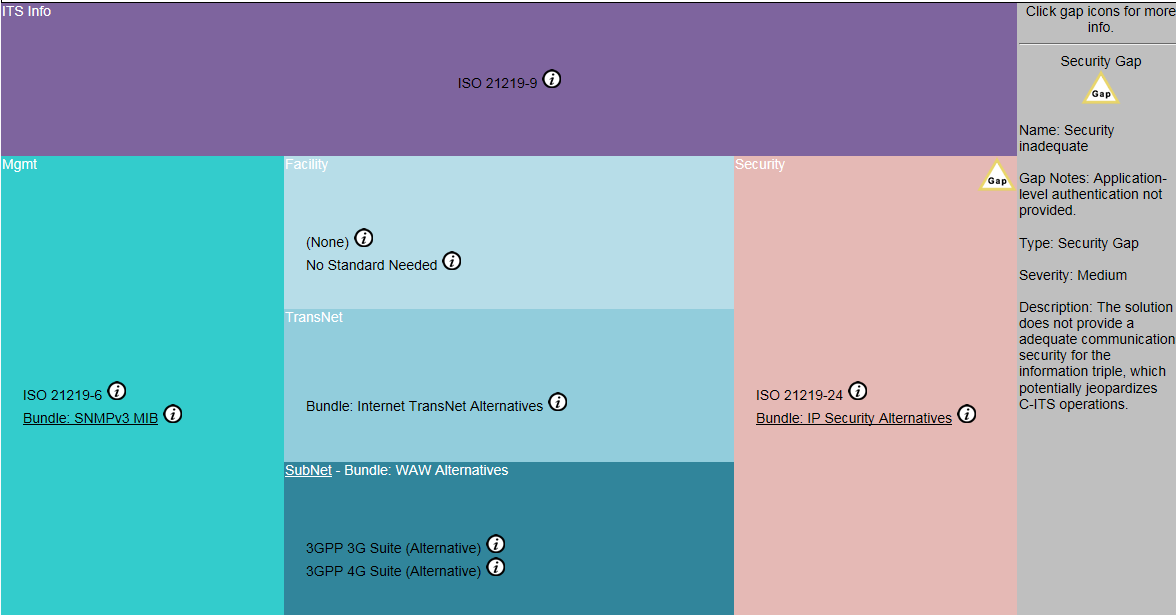 ITS Info
ISO 21219-9 i
Mgmt
ISO 21219-6 i
Bundle: SNMPv3 MIB i
Facility
(None) i
No Standard Needed i
TransNet
Bundle: Internet TransNet Alternatives i
SubNet - Bundle: WAW Alternatives
3GPP 3G Suite (Alternative) i
3GPP 4G Suite (Alternative) i
Security
Gap
ISO 21219-24 i
Bundle: IP Security Alternatives i
Click gap icons for more
info.
Security Gap
Gap
Name: Security
inadequate
Gap Notes: Application-
level authentication not
provided.
Type: Security Gap
Severity: Medium
Description: The solution
does not provide a
adequate communication
security for the
information triple, which
potentially jeopardizes
C-ITS operations.